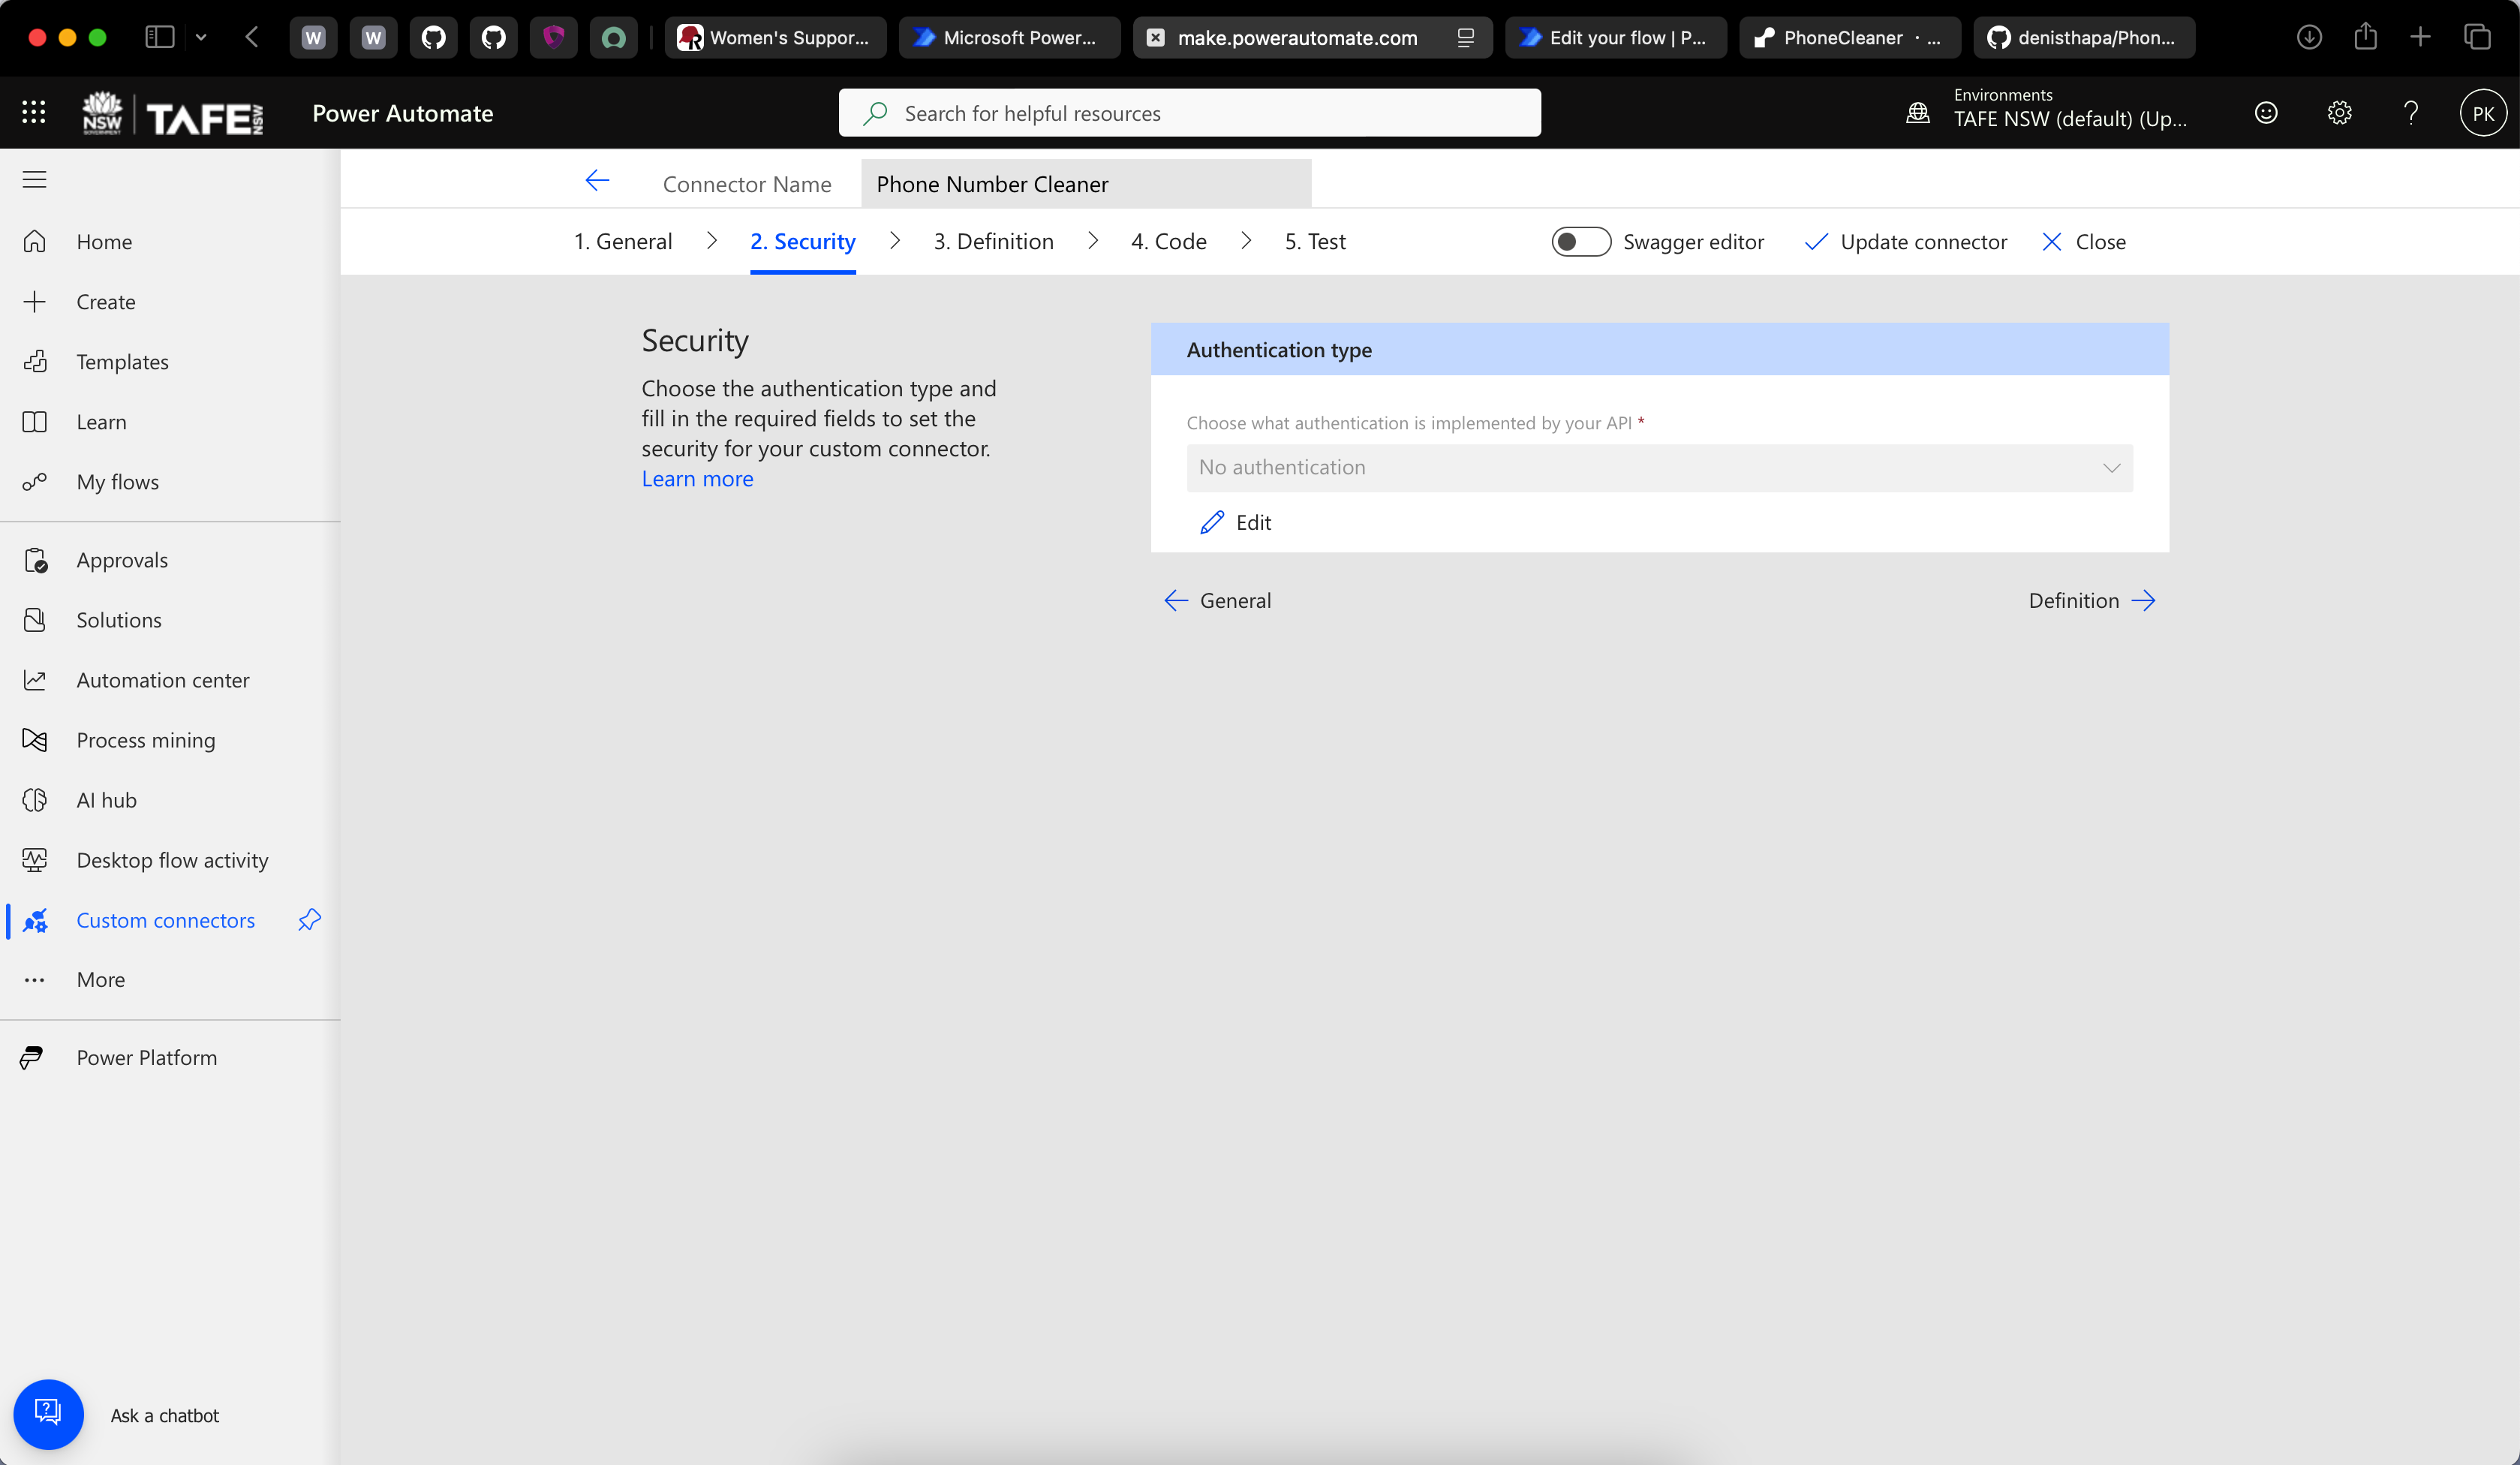 W
W
Women's Suppor...
Microsoft Power...
make.powerautomate.com
Edit your flow | P...
PhoneCleaner · ...
denisthapa/Phon...
NSW
GOVERNMENT
TAFE NSW
Power Automate
Search for helpful resources
Environments
TAFE NSW (default) (Up...
PK
Connector Name
Phone Number Cleaner
1. General
2. Security
3. Definition
4. Code
5. Test
Swagger editor
Update connector
Close
Home
Create
Templates
Learn
My flows
Approvals
Solutions
Automation center
Process mining
AI hub
Desktop flow activity
Custom connectors
More
Power Platform
Ask a chatbot
Security
Choose the authentication type and
fill in the required fields to set the
security for your custom connector.
Learn more
Authentication type
Choose what authentication is implemented by your API *
No authentication
Edit
General
Definition